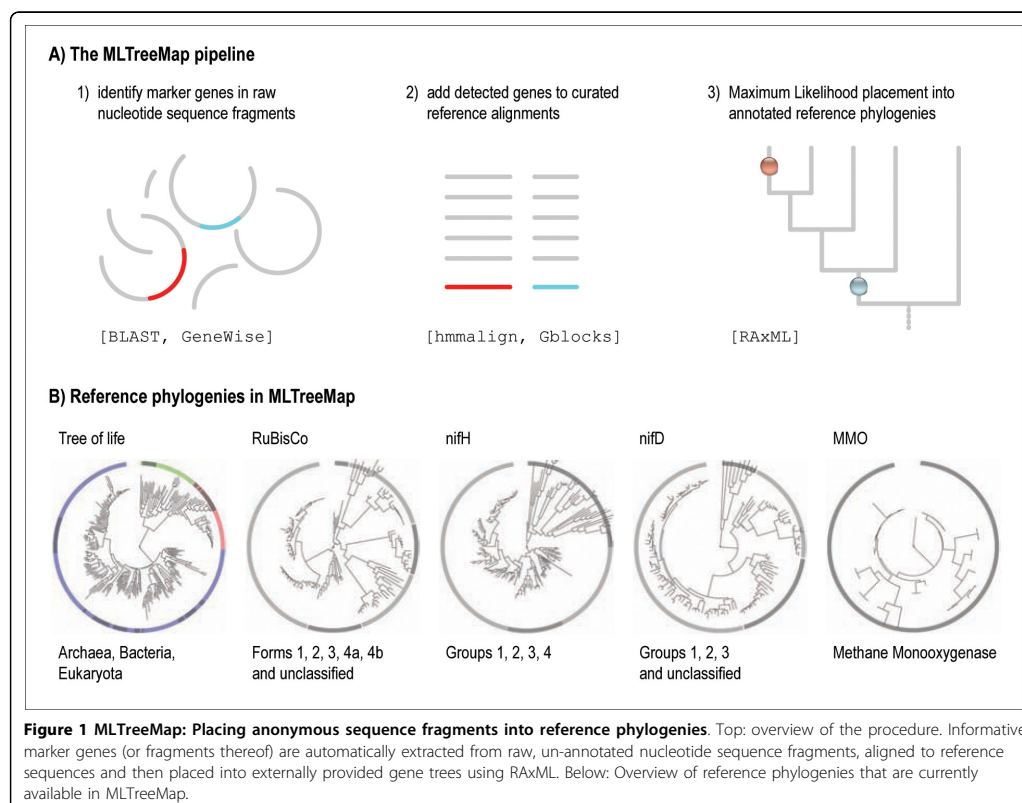 A) The MLTreeMap pipeline
1) identify marker genes in raw
nucleotide sequence fragments
2) add detected genes to curated
reference alignments
3) Maximum Likelihood placement into
annotated reference phylogenies
[BLAST, GeneWise]
[hmmalign, Gblocks]
[RAxML]
B) Reference phylogenies in MLTreeMap
Tree of life
RuBisCo
nifH
nifD
MMO
Archaea, Bacteria,
Eukaryota
Forms 1, 2, 3, 4a, 4b
and unclassified
Groups 1, 2, 3, 4
Groups 1, 2, 3
and unclassified
Methane Monooxygenase
Figure 1 MLTreeMap: Placing anonymous sequence fragments into reference phylogenies. Top: overview of the procedure. Informative
marker genes (or fragments thereof) are automatically extracted from raw, un-annotated nucleotide sequence fragments, aligned to reference
sequences and then placed into externally provided gene trees using RAxML. Below: Overview of reference phylogenies that are currently
available in MLTreeMap.